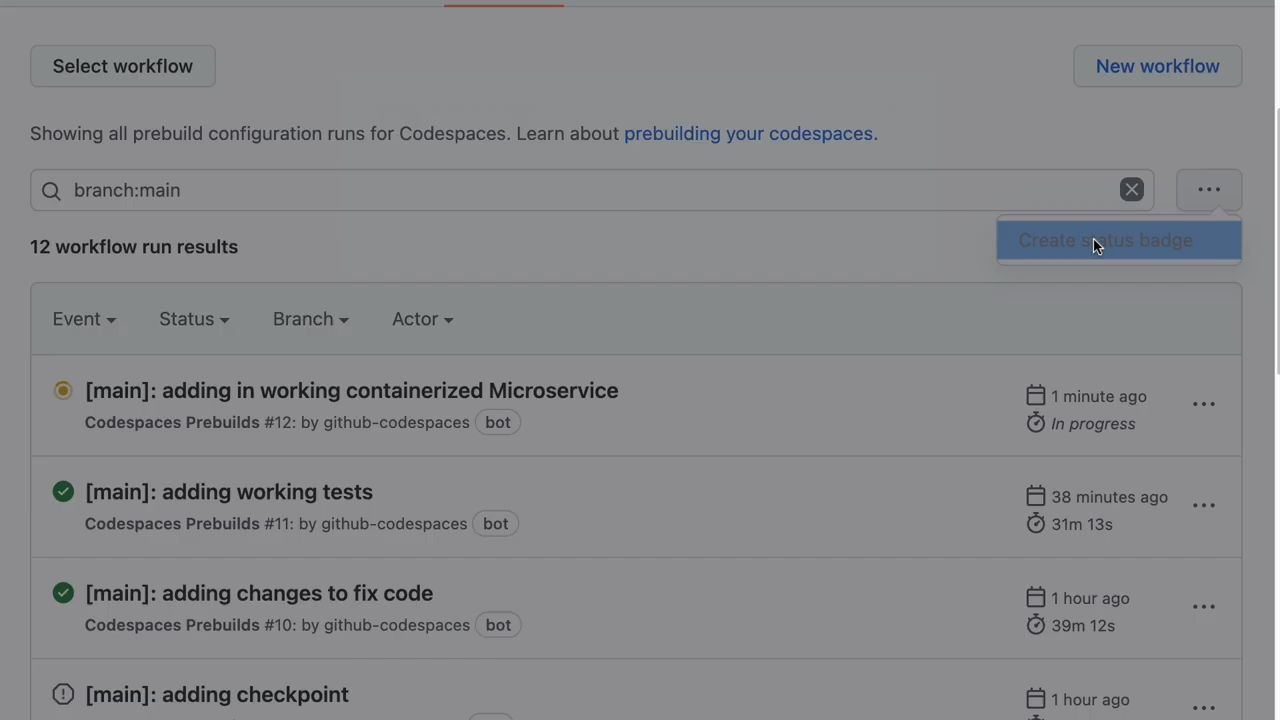 Select workflow
New workflow
Showing all prebuild configuration runs for Codespaces. Learn about prebuilding your codespaces.
branch:main
12 workflow run results
Create status badge
Event
Status
Branch
Actor
[main]: adding in working containerized Microservice
Codespaces Prebuilds #12: by github-codespaces bot
1 minute ago
In progress
[main]: adding working tests
Codespaces Prebuilds #11: by github-codespaces bot
38 minutes ago
31m 13s
[main]: adding changes to fix code
Codespaces Prebuilds #10: by github-codespaces bot
1 hour ago
39m 12s
[main]: adding checkpoint
1 hour ago